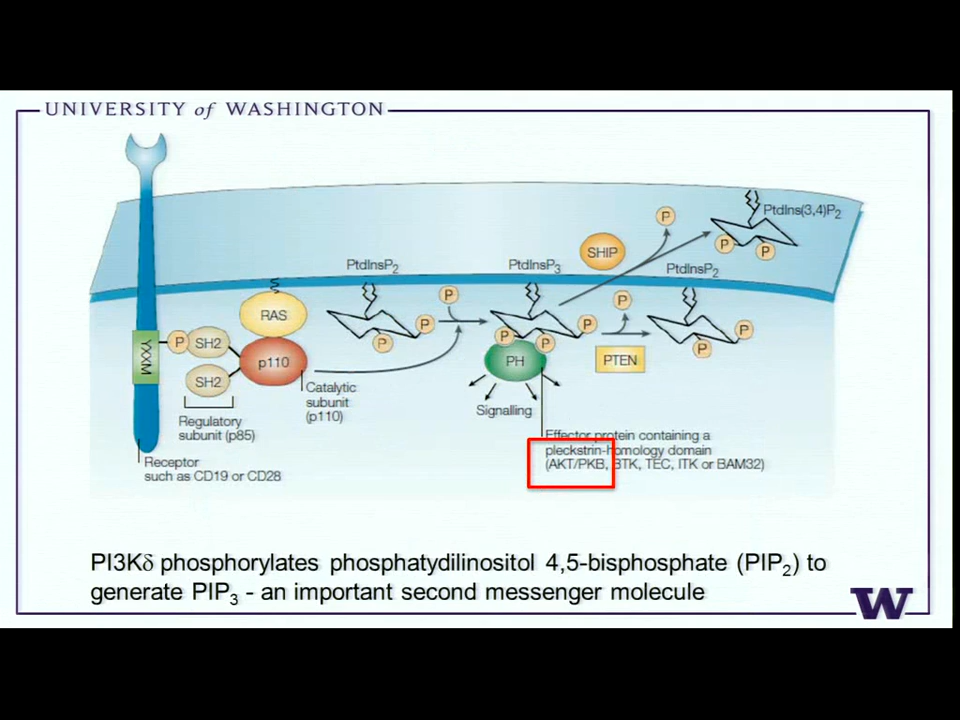 UNIVERSITY of WASHINGTON
PtdIns(3,4)P2
P
SHIP
P
P
PtdInsP2
PtdInsP3
PtdInsP2
RAS
P
P
P
P
P
P
P
P
P
P
SH2
p110
YXXM
PH
PTEN
SH2
Catalytic
subunit
(p110)
Signalling
Regulatory
subunit (p85)
Effector protein containing a
pleckstrin-homology domain
(AKT/PKB, BTK, TEC, ITK or BAM32)
Receptor
such as CD19 or CD28
PI3Kδ phosphorylates phosphatydilinositol 4,5-bisphosphate (PIP2) to
generate PIP3 - an important second messenger molecule
W